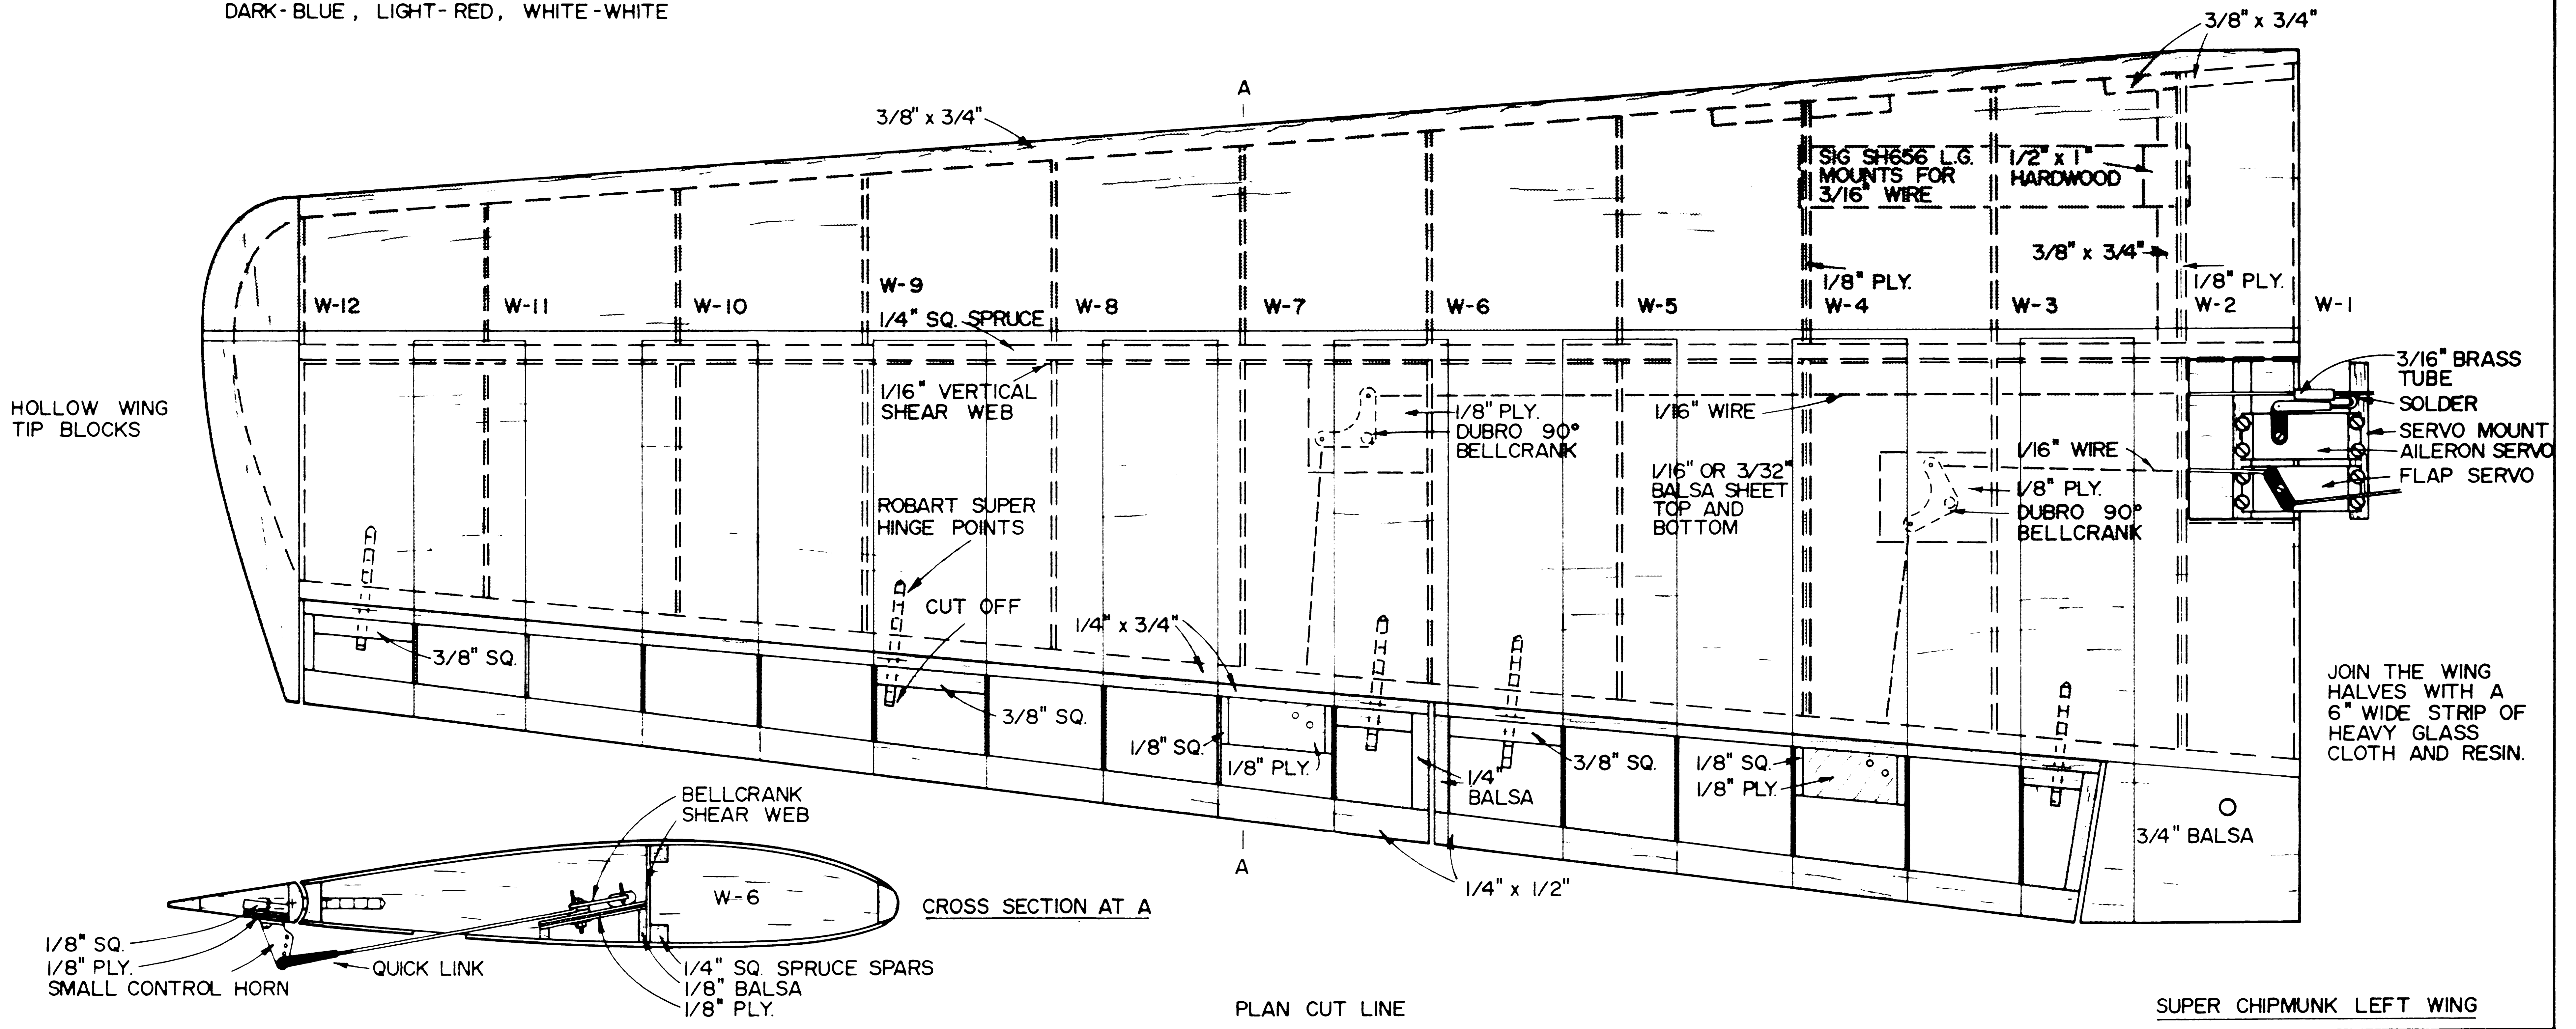 DARK-BLUE, LIGHT-RED, WHITE-WHITE
3/8" x 3/4"
A
3/8" x 3/4"
SIG SH656 L.G.
MOUNTS FOR
3/16" WIRE
1/2" x 1"
HARDWOOD
3/8" x 3/4"
1/8" PLY.
1/8" PLY.
W-12
W-11
W-10
W-9
W-8
W-7
W-6
W-5
W-4
W-3
W-2
W-1
1/4" SQ. SPRUCE
1/16" VERTICAL
SHEAR WEB
HOLLOW WING
TIP BLOCKS
1/8" PLY.
DUBRO 90°
BELLCRANK
1/16" WIRE
3/16" BRASS
TUBE
SOLDER
SERVO MOUNT
AILERON SERVO
FLAP SERVO
1/16" WIRE
1/16" OR 3/32"
BALSA SHEET
TOP AND
BOTTOM
1/8" PLY.
DUBRO 90°
BELLCRANK
ROBART SUPER
HINGE POINTS
CUT OFF
1/4" x 3/4"
3/8" SQ.
3/8" SQ.
1/8" SQ.
1/8" PLY.
1/4"
BALSA
3/8" SQ.
1/8" SQ.
1/8" PLY.
3/4" BALSA
JOIN THE WING
HALVES WITH A
6" WIDE STRIP OF
HEAVY GLASS
CLOTH AND RESIN.
A
1/4" x 1/2"
BELLCRANK
SHEAR WEB
W-6
CROSS SECTION AT A
1/8" SQ.
1/8" PLY.
SMALL CONTROL HORN
QUICK LINK
1/4" SQ. SPRUCE SPARS
1/8" BALSA
1/8" PLY.
PLAN CUT LINE
SUPER CHIPMUNK LEFT WING